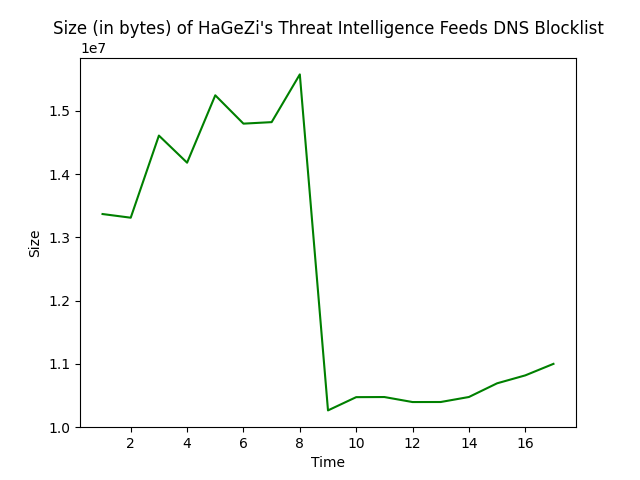 Size (in bytes) of HaGeZi's Threat Intelligence Feeds DNS Blocklist
1e7
1.5
1.4
1.3
1.2
1.1
1.0
Size
2 4 6 8 10 12 14 16
Time